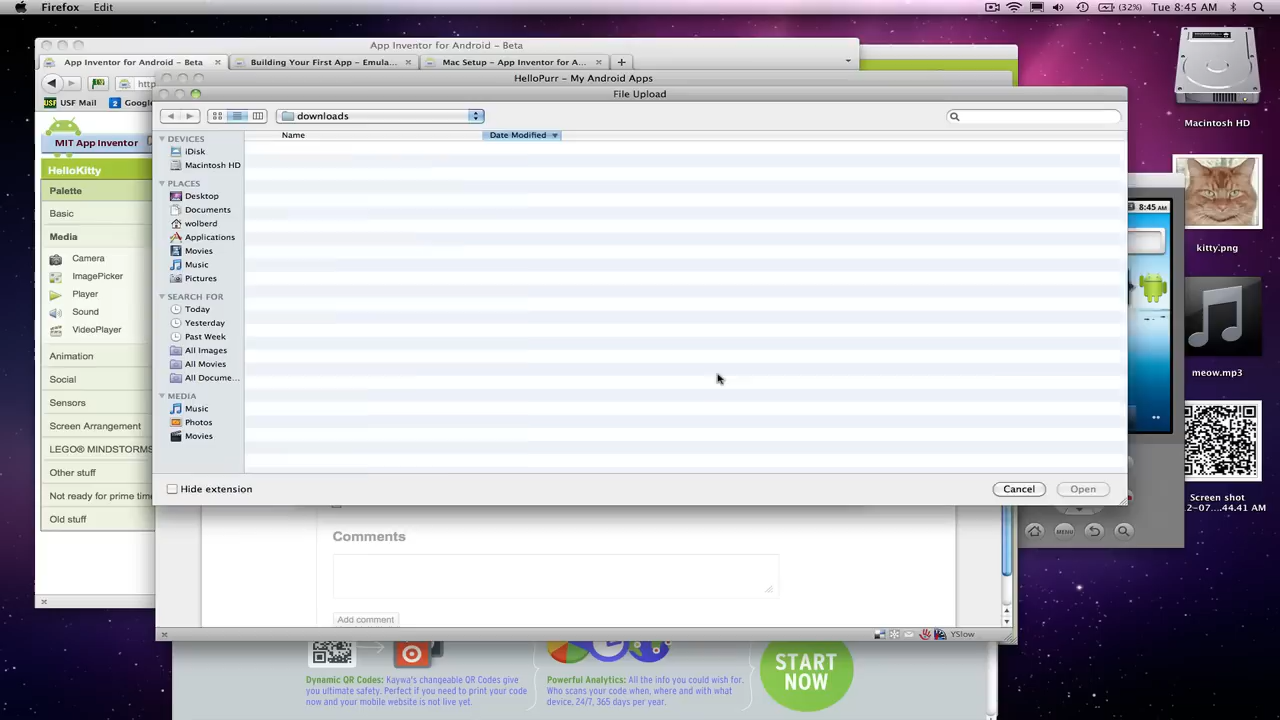 Firefox Edit
(32%) Tue 8:45 AM
App Inventor for Android – Beta
App Inventor for Android – Beta
Building Your First App – Emula...
Mac Setup – App Inventor for A...
http
USF Mail
Google
HelloPurr – My Android Apps
File Upload
downloads
Name
Date Modified
DEVICES
iDisk
Macintosh HD
PLACES
Desktop
Documents
wolberd
Applications
Movies
Music
Pictures
SEARCH FOR
Today
Yesterday
Past Week
All Images
All Movies
All Docume...
MEDIA
Music
Photos
Movies
Hide extension
Cancel
Open
MIT App Inventor
HelloKitty
Palette
Basic
Media
Camera
ImagePicker
Player
Sound
VideoPlayer
Animation
Social
Sensors
Screen Arrangement
LEGO® MINDSTORMS
Other stuff
Not ready for prime time
Old stuff
Comments
Add comment
YSlow
Dynamic QR Codes: Kaywa's changeable QR Codes give
you ultimate safety. Perfect if you need to print your code
now and your mobile website is not live yet.
Powerful Analytics: All the info you could wish for.
Who scans your code when, where and with what
device, 24/7, 365 days per year.
START
NOW
8:45 AM
MENU
Macintosh HD
kitty.png
meow.mp3
Screen shot
2-07....44.41 AM